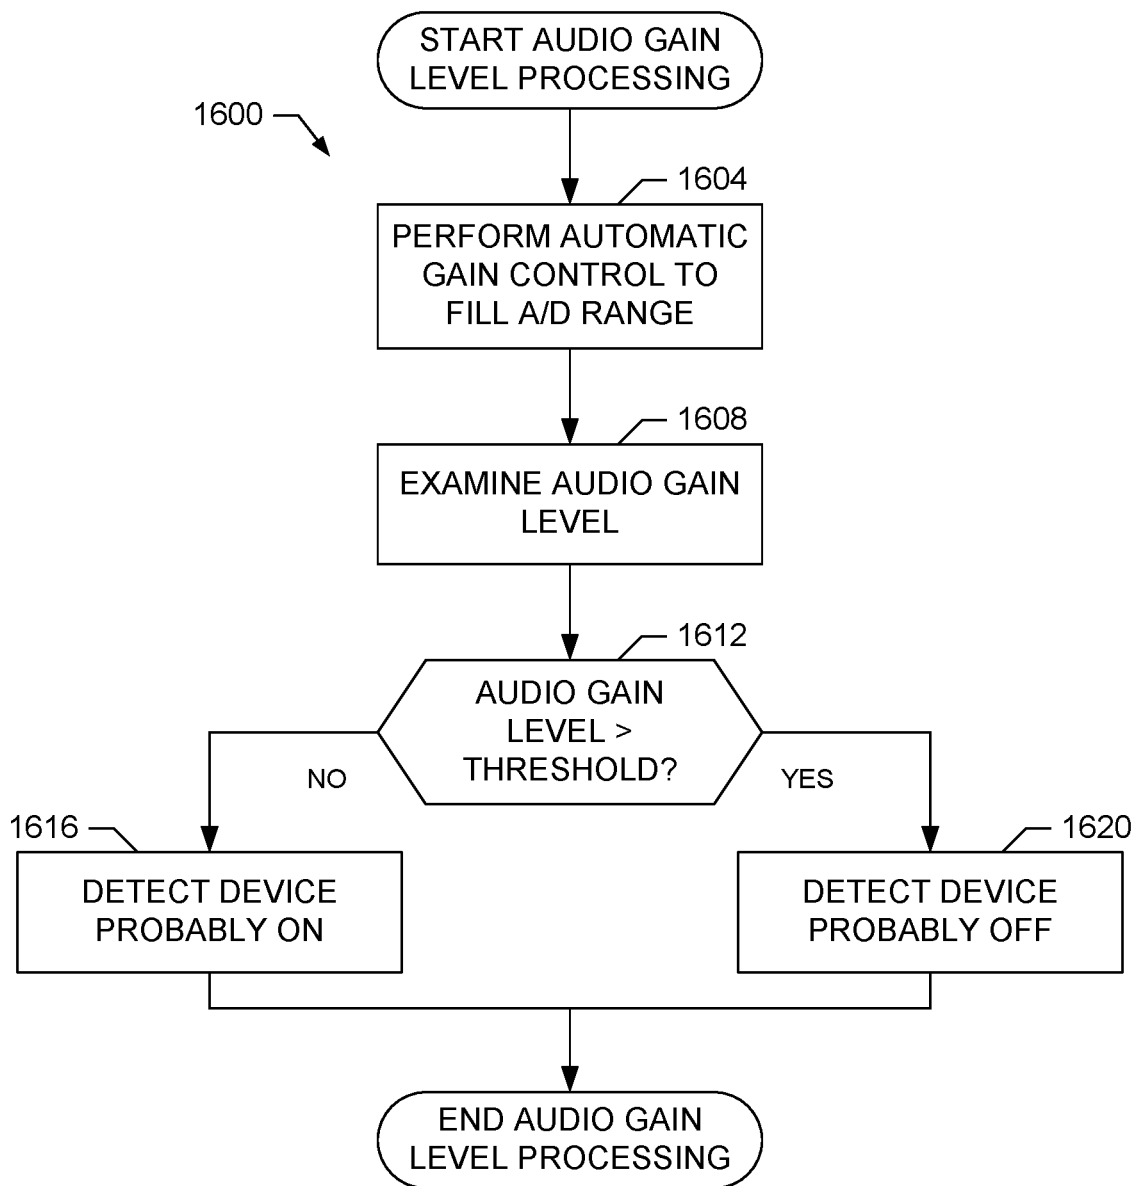 START AUDIO GAIN
LEVEL PROCESSING
1600
1604
PERFORM AUTOMATIC
GAIN CONTROL TO
FILL A/D RANGE
1608
EXAMINE AUDIO GAIN
LEVEL
1612
AUDIO GAIN
LEVEL >
THRESHOLD?
NO
YES
1616
1620
DETECT DEVICE
PROBABLY ON
DETECT DEVICE
PROBABLY OFF
END AUDIO GAIN
LEVEL PROCESSING